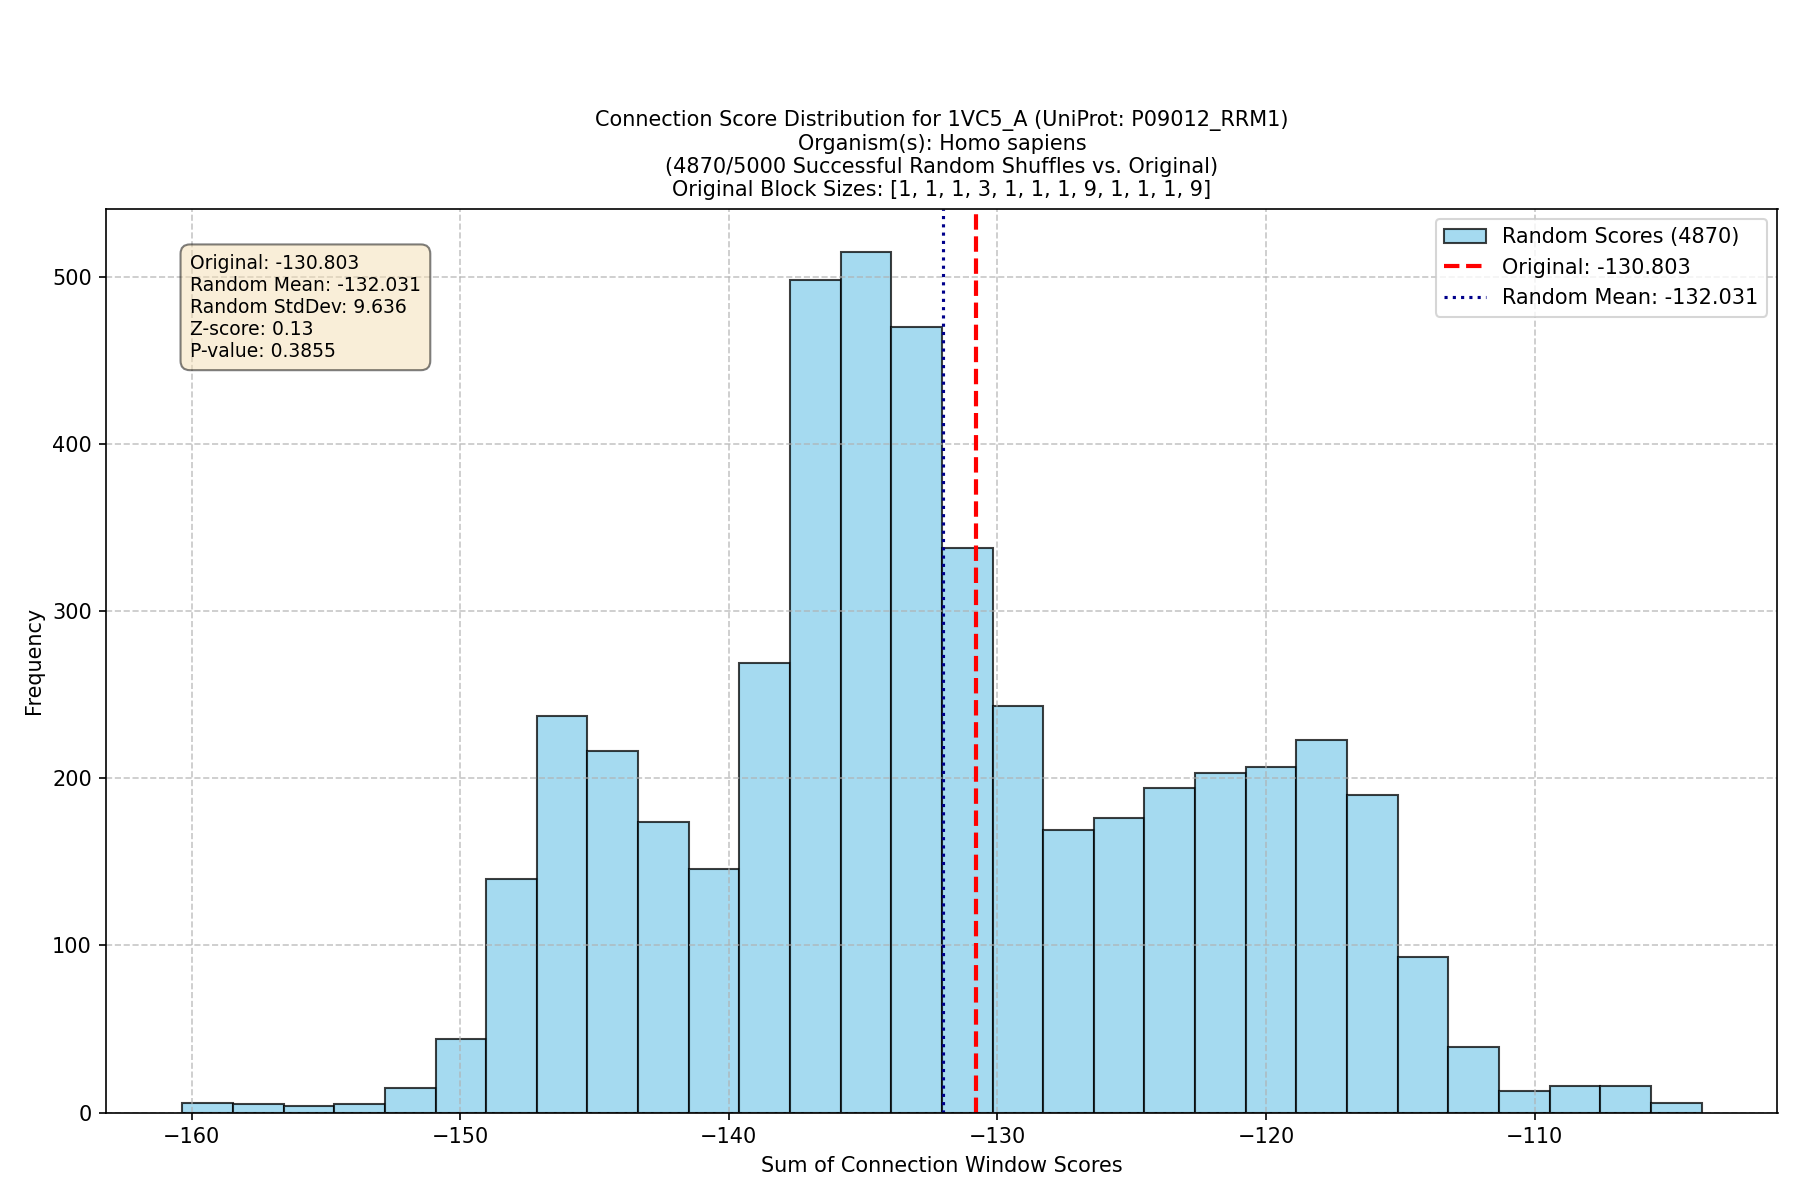 Connection Score Distribution for 1VC5_A (UniProt: P09012_RRM1)
Organism(s): Homo sapiens
(4870/5000 Successful Random Shuffles vs. Original)
Original Block Sizes: [1, 1, 1, 3, 1, 1, 1, 9, 1, 1, 1, 9]
Original: -130.803
Random Mean: -132.031
Random StdDev: 9.636
Z-score: 0.13
P-value: 0.3855
Random Scores (4870)
Original: -130.803
Random Mean: -132.031
Frequency
500
400
300
200
100
0
−160 −150 −140 −130 −120 −110
Sum of Connection Window Scores